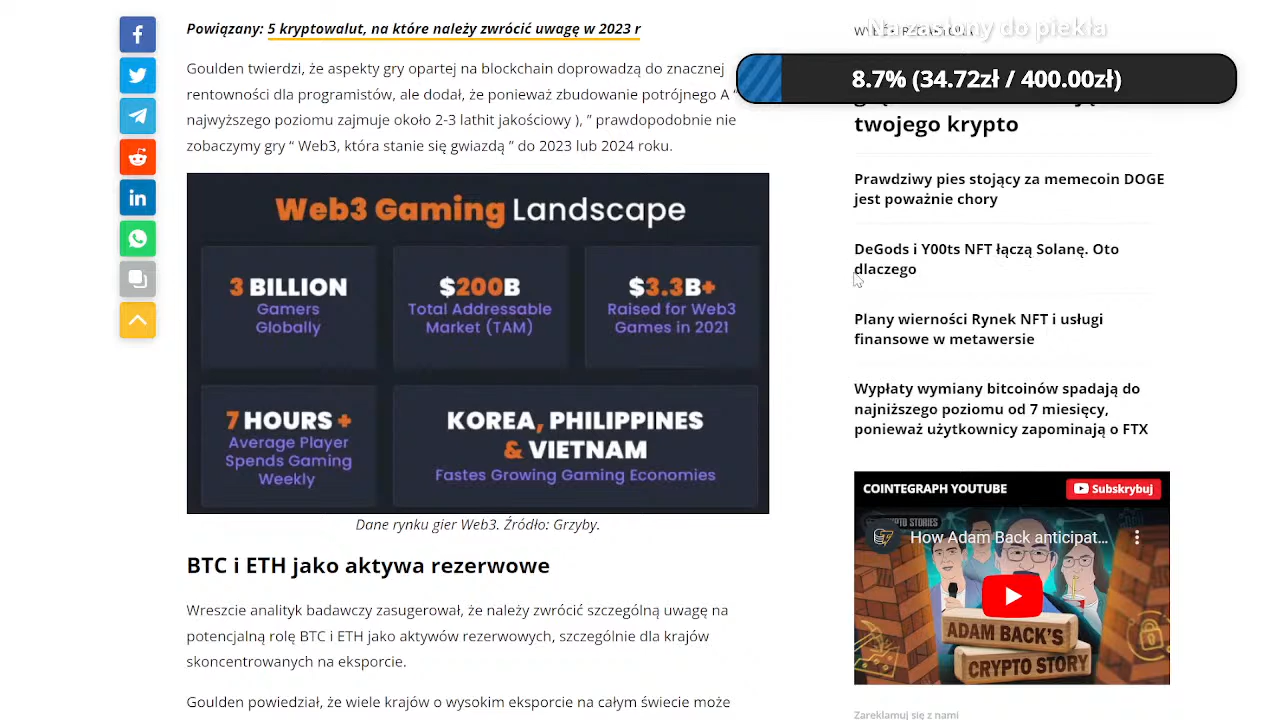 Powiązany: 5 kryptowalut, na które należy zwrócić uwagę w 2023 r
Goulden twierdzi, że aspekty gry opartej na blockchain doprowadzą do znacznej
rentowności dla programistów, ale dodał, że ponieważ zbudowanie potrójnego A “
najwyższego poziomu zajmuje około 2-3 lathit jakościowy ), ” prawdopodobnie nie
zobaczymy gry “ Web3, która stanie się gwiazdą ” do 2023 lub 2024 roku.
Web3 Gaming Landscape
3 BILLION
Gamers
Globally
$200B
Total Addressable
Market (TAM)
$3.3B+
Raised for Web3
Games in 2021
7 HOURS +
Average Player
Spends Gaming
Weekly
KOREA, PHILIPPINES
& VIETNAM
Fastes Growing Gaming Economies
Dane rynku gier Web3. Źródło: Grzyby.
BTC i ETH jako aktywa rezerwowe
Wreszcie analityk badawczy zasugerował, że należy zwrócić szczególną uwagę na
potencjalną rolę BTC i ETH jako aktywów rezerwowych, szczególnie dla krajów
skoncentrowanych na eksporcie.
Goulden powiedział, że wiele krajów o wysokim eksporcie na całym świecie może
Na zasłony do piekła
8.7% (34.72zł / 400.00zł)
twojego krypto
Prawdziwy pies stojący za memecoin DOGE
jest poważnie chory
DeGods i Y00ts NFT łączą Solanę. Oto
dlaczego
Plany wierności Rynek NFT i usługi
finansowe w metawersie
Wypłaty wymiany bitcoinów spadają do
najniższego poziomu od 7 miesięcy,
ponieważ użytkownicy zapominają o FTX
COINTEGRAPH YOUTUBE
Subskrybuj
How Adam Back anticipat...
ADAM BACK'S
CRYPTO STORY
Zareklamuj się z nami